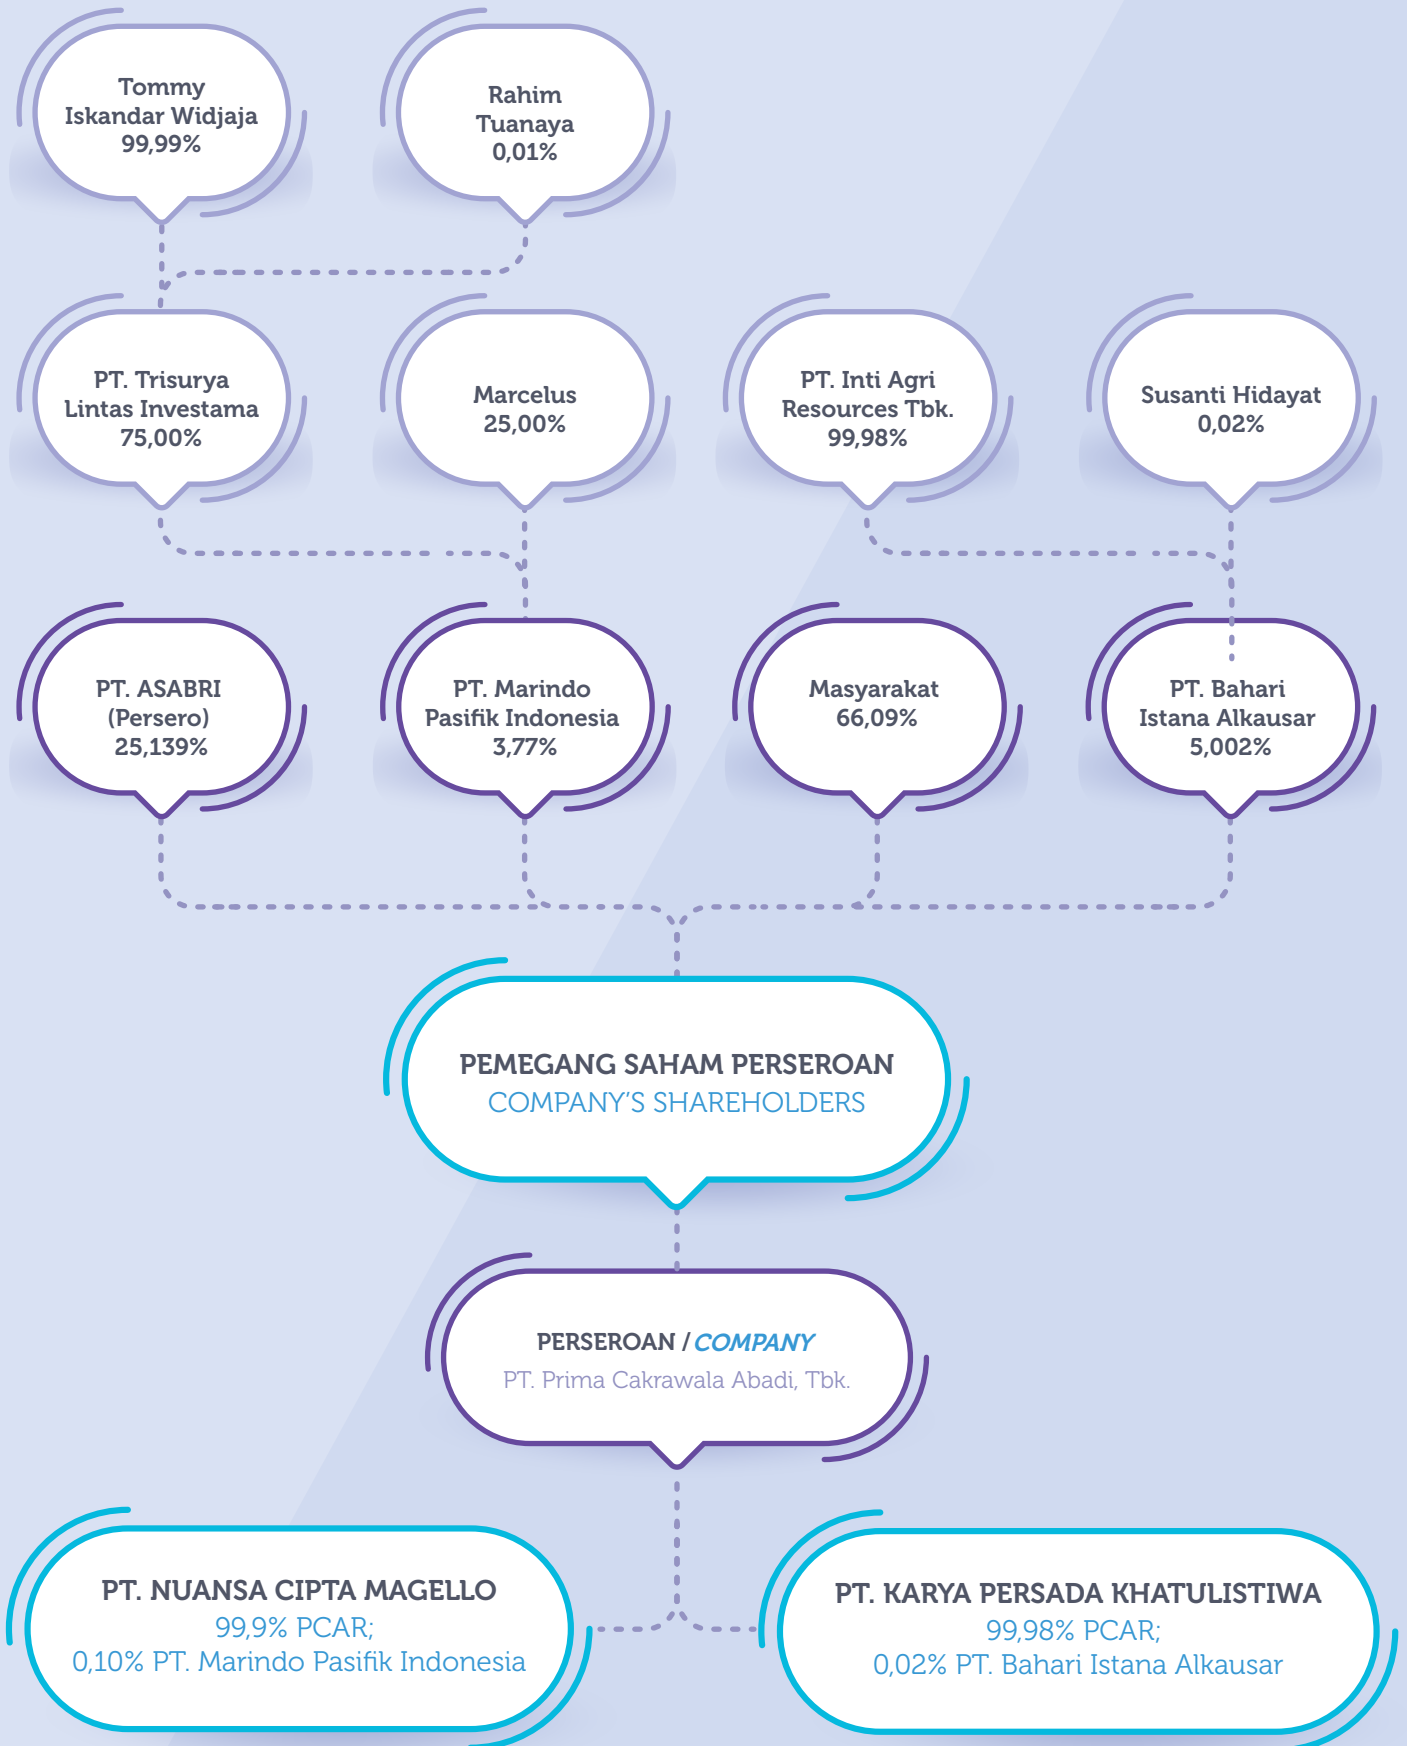 Tommy
Iskandar Widjaja
99,99%
Rahim
Tuanaya
0,01%
PT. Trisurya
Lintas Investama
75,00%
Marcelus
25,00%
PT. Inti Agri
Resources Tbk.
99,98%
Susanti Hidayat
0,02%
PT. ASABRI
(Persero)
25,139%
PT. Marindo
Pasifik Indonesia
3,77%
Masyarakat
66,09%
PT. Bahari
Istana Alkausar
5,002%
PEMEGANG SAHAM PERSEROAN
COMPANY’S SHAREHOLDERS
PERSEROAN / COMPANY
PT. Prima Cakrawala Abadi, Tbk.
PT. NUANSA CIPTA MAGELLO
99,9% PCAR;
0,10% PT. Marindo Pasifik Indonesia
PT. KARYA PERSADA KHATULISTIWA
99,98% PCAR;
0,02% PT. Bahari Istana Alkausar